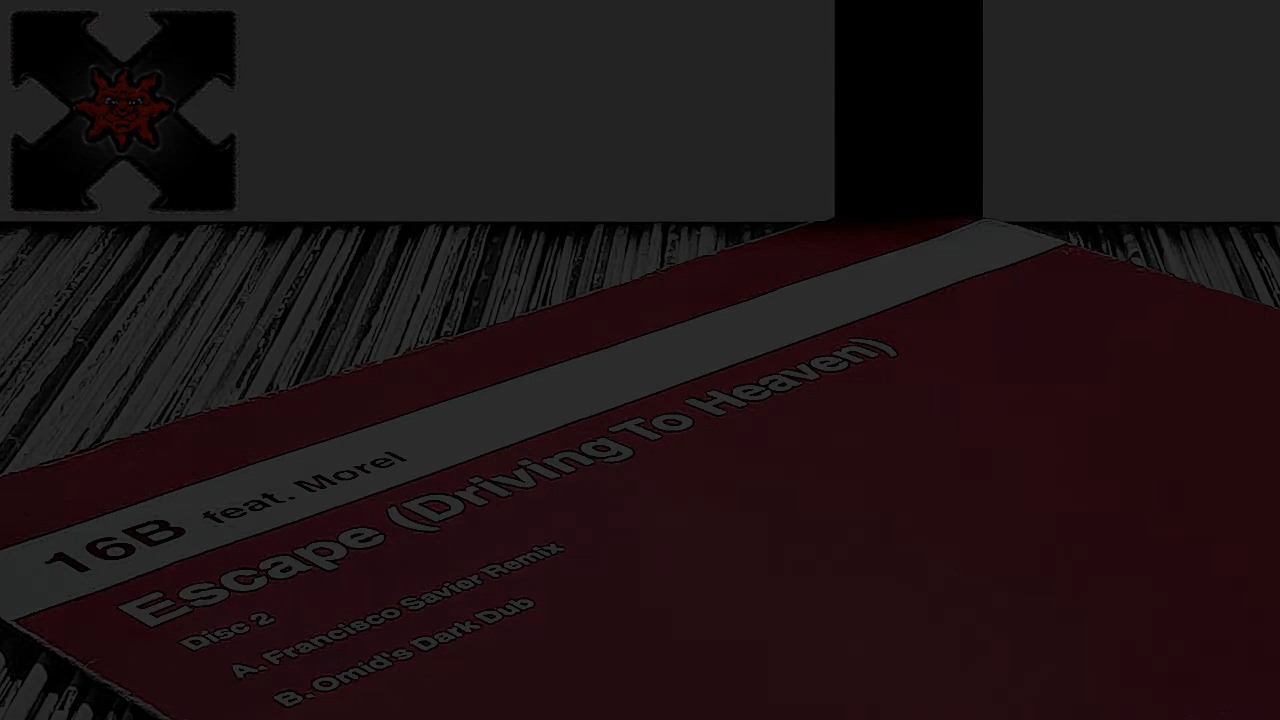 16B feat. Morel
Escape (Driving To Heaven)
Disc 2
A. Francisco Savier Remix
B. Omid's Dark Dub